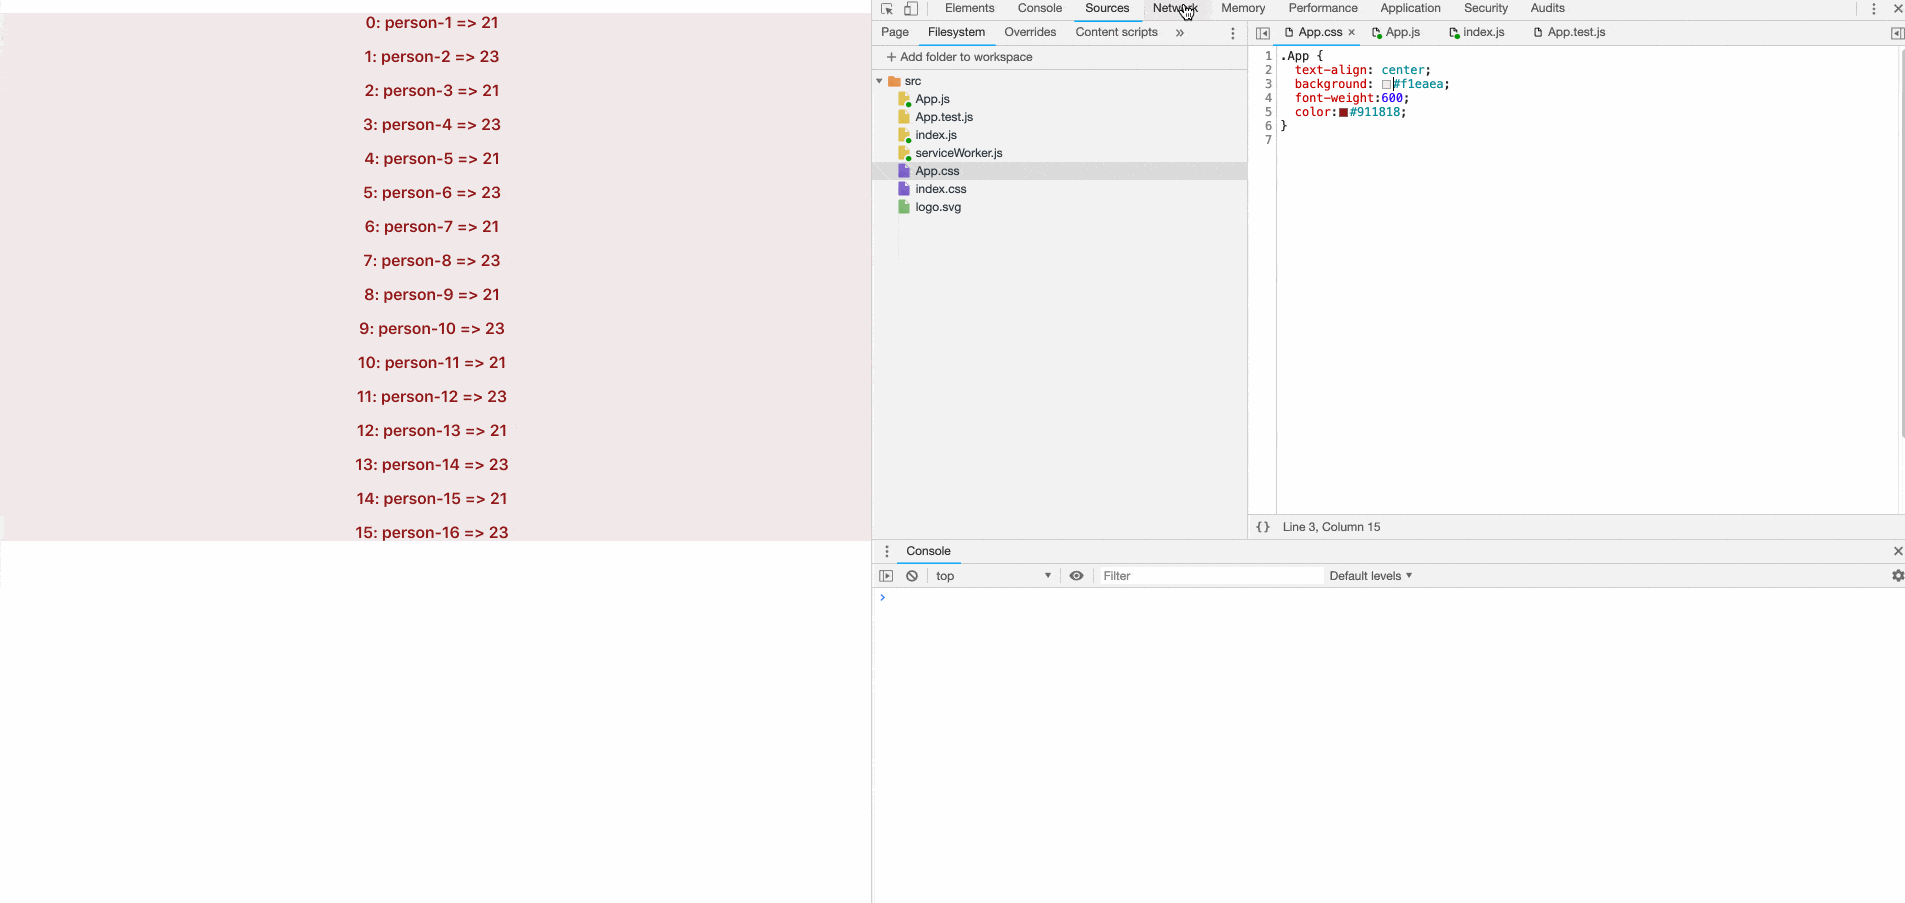 0: person-1 => 21
1: person-2 => 23
2: person-3 => 21
3: person-4 => 23
4: person-5 => 21
5: person-6 => 23
6: person-7 => 21
7: person-8 => 23
8: person-9 => 21
9: person-10 => 23
10: person-11 => 21
11: person-12 => 23
12: person-13 => 21
13: person-14 => 23
14: person-15 => 21
15: person-16 => 23
Elements Console Sources Network Memory Performance Application Security Audits
Page Filesystem Overrides Content scripts »
+ Add folder to workspace
src
App.js
App.test.js
index.js
serviceWorker.js
App.css
index.css
logo.svg
App.css × App.js index.js App.test.js
1 .App {
2 text-align: center;
3 background: #f1eaea;
4 font-weight:600;
5 color:#911818;
6 }
7
{} Line 3, Column 15
Console
top Filter Default levels
>